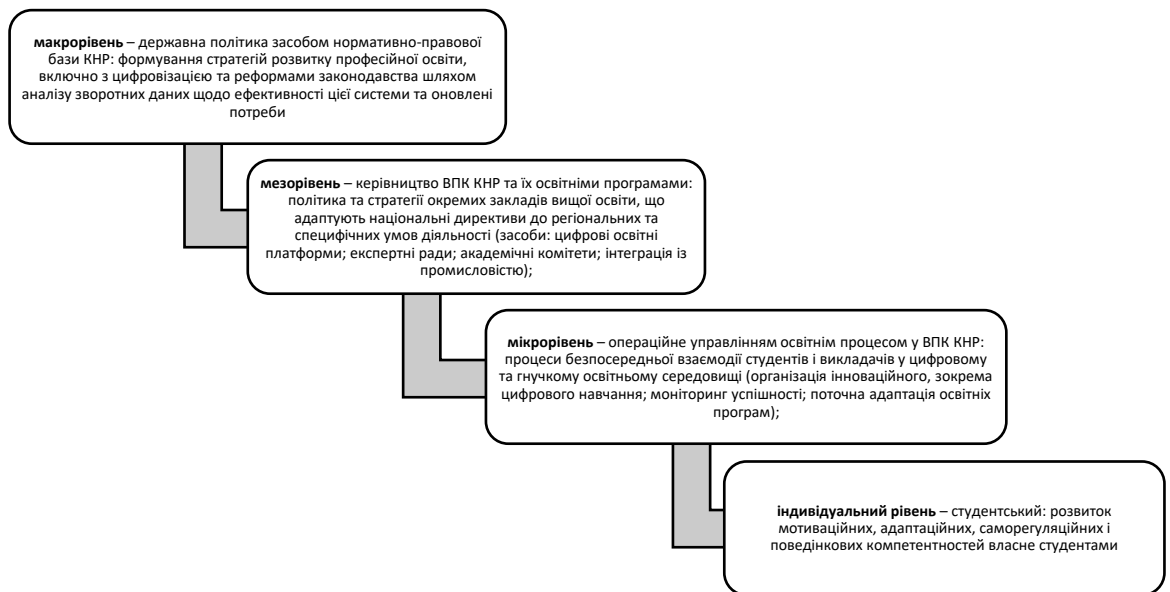 макрорівень – державна політика засобом нормативно-правової
бази КНР: формування стратегій розвитку професійної освіти,
включно з цифровізацією та реформами законодавства шляхом
аналізу зворотних даних щодо ефективності цієї системи та оновлені
потреби
мезорівень – керівництво ВПК КНР та їх освітніми програмами:
політика та стратегії окремих закладів вищої освіти, що
адаптують національні директиви до регіональних та
специфічних умов діяльності (засоби: цифрові освітні
платформи; експертні ради; академічні комітети; інтеграція із
промисловістю);
мікрорівень – операційне управлінням освітнім процесом у ВПК КНР:
процеси безпосередньої взаємодії студентів і викладачів у цифровому
та гнучкому освітньому середовищі (організація інноваційного, зокрема
цифрового навчання; моніторинг успішності; поточна адаптація освітніх
програм);
індивідуальний рівень – студентський: розвиток
мотиваційних, адаптаційних, саморегуляційних і
поведінкових компетентностей власне студентами